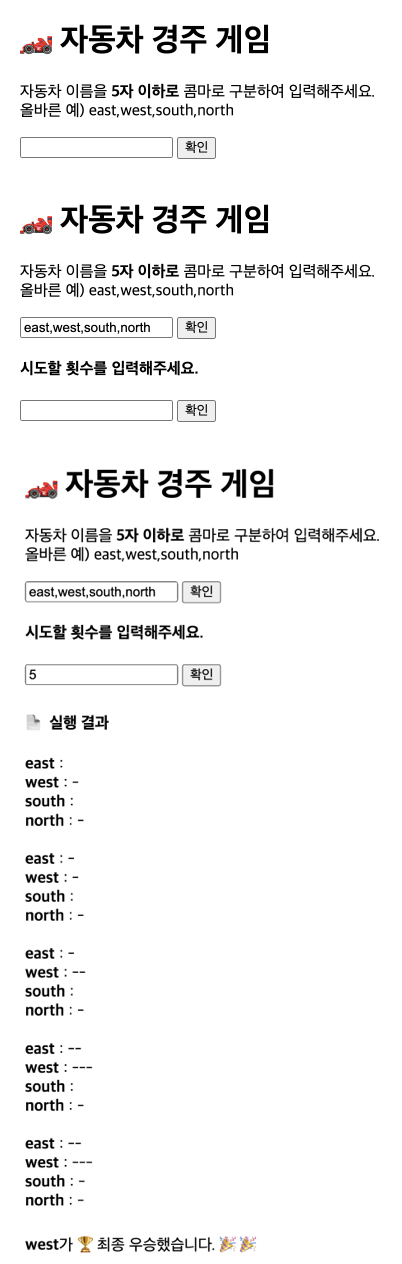 🏎️ 자동차 경주 게임
자동차 이름을 5자 이하로 콤마로 구분하여 입력해주세요.
올바른 예) east,west,south,north
확인
🏎️ 자동차 경주 게임
자동차 이름을 5자 이하로 콤마로 구분하여 입력해주세요.
올바른 예) east,west,south,north
east,west,south,north 확인
시도할 횟수를 입력해주세요.
확인
🏎️ 자동차 경주 게임
자동차 이름을 5자 이하로 콤마로 구분하여 입력해주세요.
올바른 예) east,west,south,north
east,west,south,north 확인
시도할 횟수를 입력해주세요.
5 확인
📄 실행 결과
east :
west : -
south :
north : -
east : -
west : -
south :
north : -
east : -
west : --
south :
north : -
east : --
west : ---
south :
north : -
east : --
west : ---
south : -
north : -
west가 🏆 최종 우승했습니다. 🎉 🎉